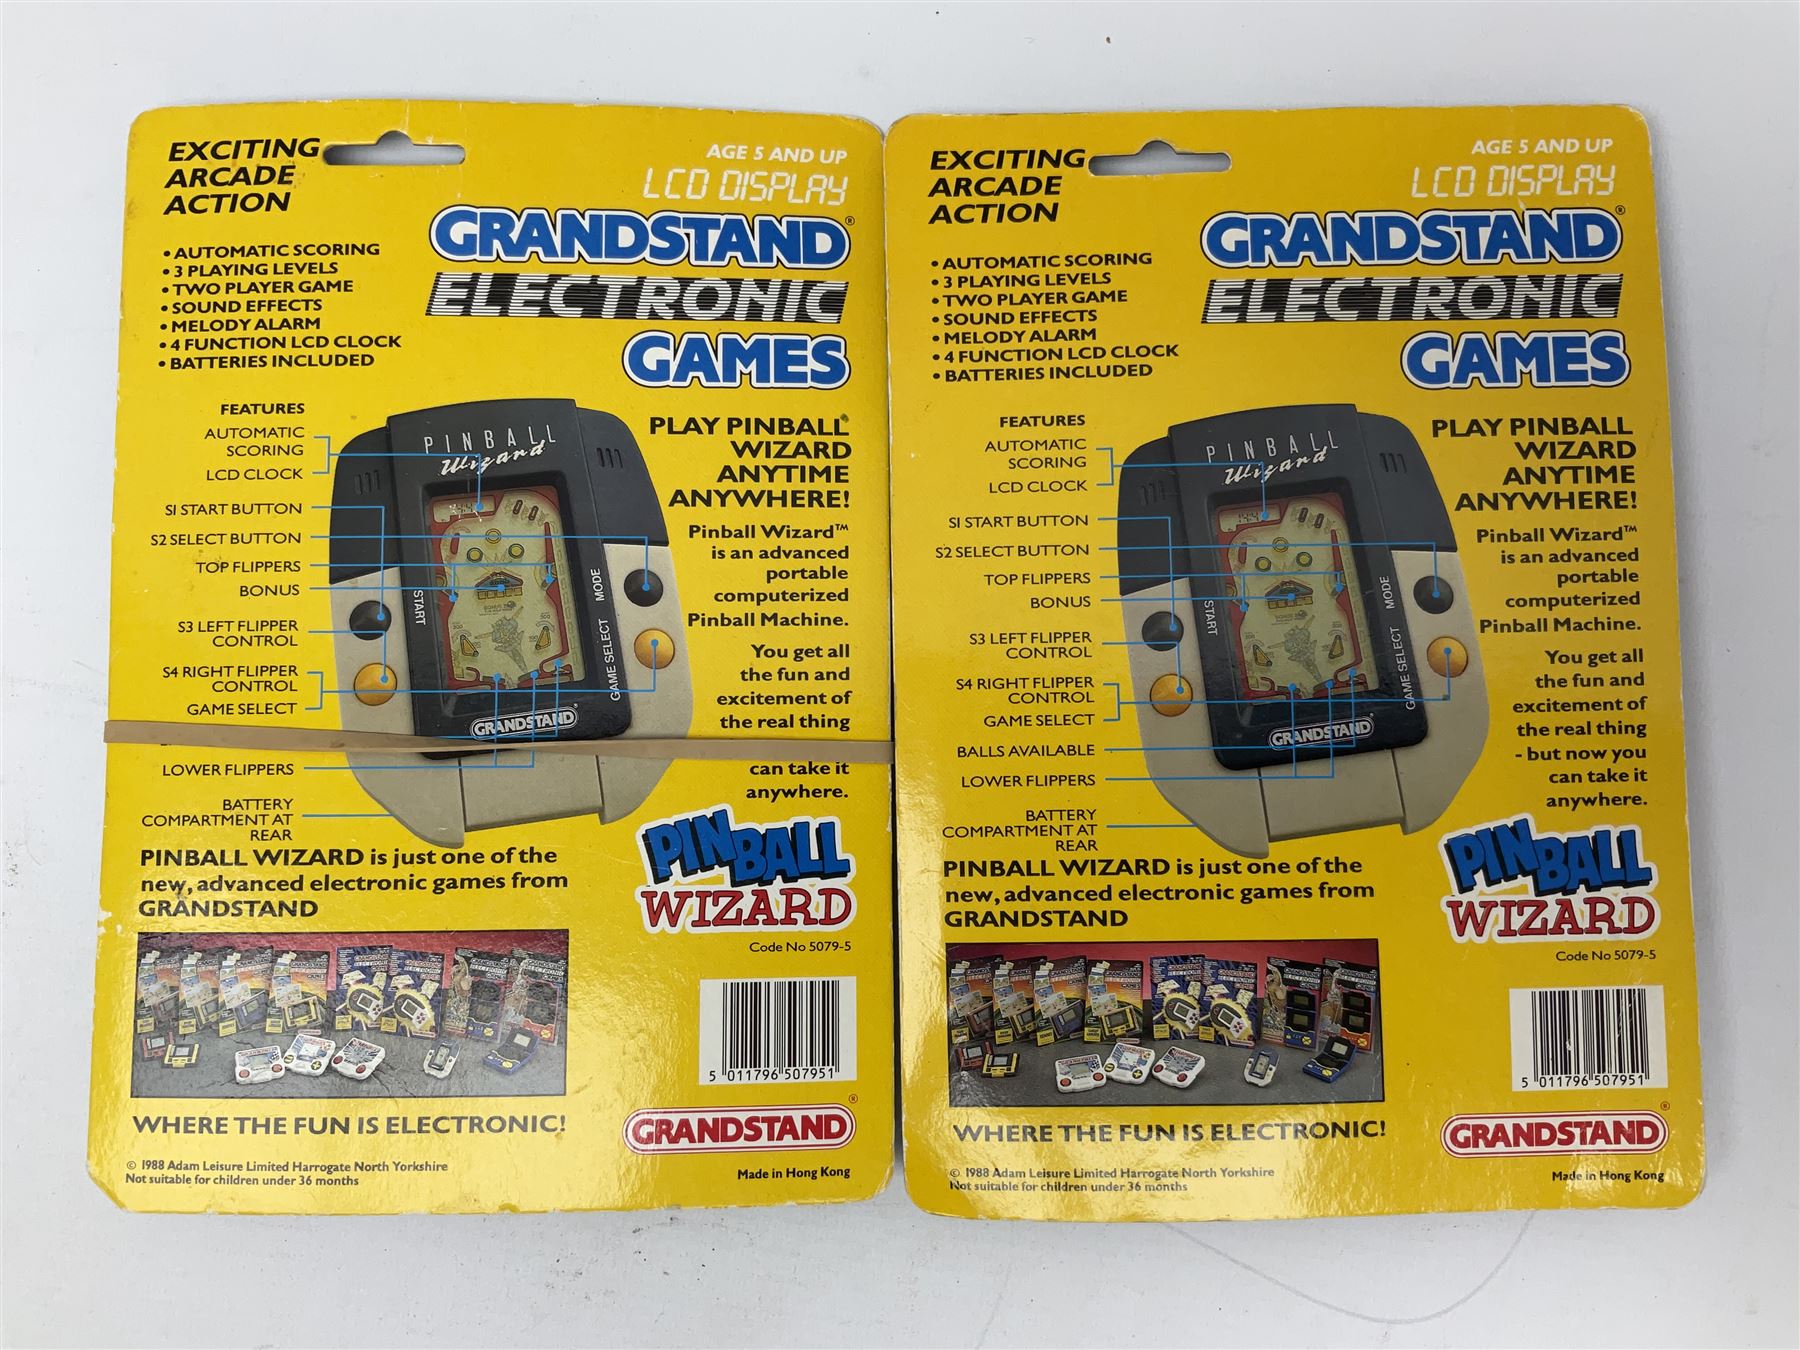 EXCITING
ARCADE
ACTION
AGE 5 AND UP
LCD DISPLAY
GRANDSTAND®
ELECTRONIC
GAMES
• AUTOMATIC SCORING
• 3 PLAYING LEVELS
• TWO PLAYER GAME
• SOUND EFFECTS
• MELODY ALARM
• 4 FUNCTION LCD CLOCK
• BATTERIES INCLUDED
FEATURES
AUTOMATIC
SCORING
LCD CLOCK
S1 START BUTTON
S2 SELECT BUTTON
TOP FLIPPERS
BONUS
S3 LEFT FLIPPER
CONTROL
S4 RIGHT FLIPPER
CONTROL
GAME SELECT
LOWER FLIPPERS
BATTERY
COMPARTMENT AT
REAR
PINBALL
Wizard
START
MODE
GAME SELECT
GRANDSTAND
PLAY PINBALL
WIZARD
ANYTIME
ANYWHERE!
Pinball Wizard™
is an advanced
portable
computerized
Pinball Machine.
You get all
the fun and
excitement of
the real thing
can take it
anywhere.
PINBALL WIZARD is just one of the
new, advanced electronic games from
GRANDSTAND
PINBALL
WIZARD
Code No 5079-5
5 011796 507951
WHERE THE FUN IS ELECTRONIC!
GRANDSTAND®
© 1988 Adam Leisure Limited Harrogate North Yorkshire
Not suitable for children under 36 months
Made in Hong Kong
EXCITING
ARCADE
ACTION
AGE 5 AND UP
LCD DISPLAY
GRANDSTAND®
ELECTRONIC
GAMES
• AUTOMATIC SCORING
• 3 PLAYING LEVELS
• TWO PLAYER GAME
• SOUND EFFECTS
• MELODY ALARM
• 4 FUNCTION LCD CLOCK
• BATTERIES INCLUDED
FEATURES
AUTOMATIC
SCORING
LCD CLOCK
S1 START BUTTON
S2 SELECT BUTTON
TOP FLIPPERS
BONUS
S3 LEFT FLIPPER
CONTROL
S4 RIGHT FLIPPER
CONTROL
GAME SELECT
BALLS AVAILABLE
LOWER FLIPPERS
BATTERY
COMPARTMENT AT
REAR
PINBALL
Wizard
START
MODE
GAME SELECT
GRANDSTAND
PLAY PINBALL
WIZARD
ANYTIME
ANYWHERE!
Pinball Wizard™
is an advanced
portable
computerized
Pinball Machine.
You get all
the fun and
excitement of
the real thing
- but now you
can take it
anywhere.
PINBALL WIZARD is just one of the
new, advanced electronic games from
GRANDSTAND
PINBALL
WIZARD
Code No 5079-5
5 011796 507951
WHERE THE FUN IS ELECTRONIC!
GRANDSTAND®
© 1988 Adam Leisure Limited Harrogate North Yorkshire
Not suitable for children under 36 months
Made in Hong Kong